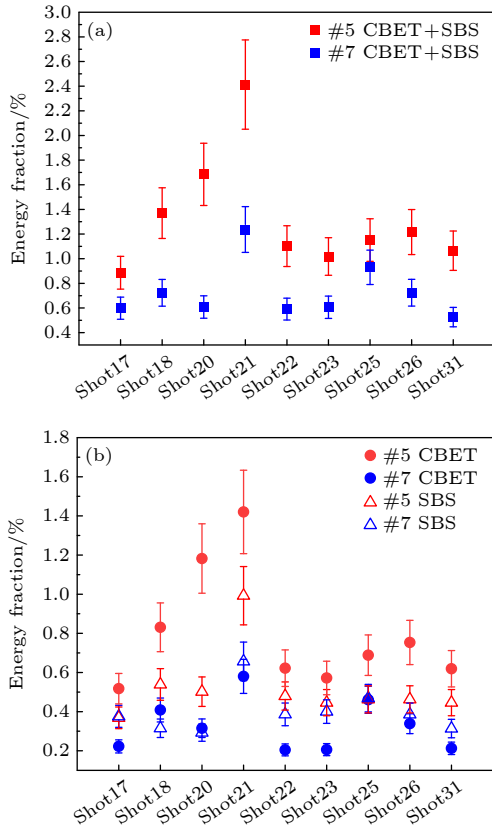 (a)
#5 CBET+SBS
#7 CBET+SBS
Energy fraction/%
3.0
2.8
2.6
2.4
2.2
2.0
1.8
1.6
1.4
1.2
1.0
0.8
0.6
0.4
Shot17 Shot18 Shot20 Shot21 Shot22 Shot23 Shot25 Shot26 Shot31
(b)
#5 CBET
#7 CBET
#5 SBS
#7 SBS
Energy fraction/%
1.8
1.6
1.4
1.2
1.0
0.8
0.6
0.4
0.2
Shot17 Shot18 Shot20 Shot21 Shot22 Shot23 Shot25 Shot26 Shot31